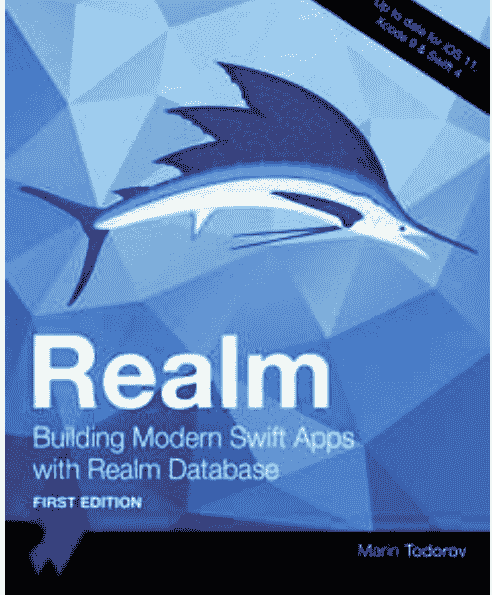 Up to date for iOS 11,
Xcode 9 & Swift 4
Realm
Building Modern Swift Apps
with Realm Database
FIRST EDITION
Marin Todorov